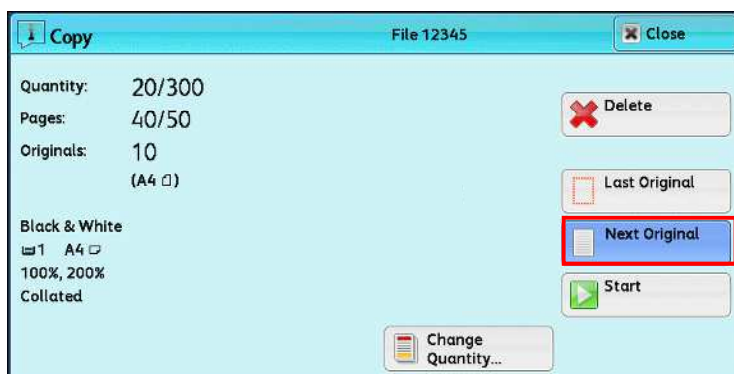 Copy File 12345 Close
Quantity: 20/300
Pages: 40/50
Delete
Originals: 10
(A4)
Last Original
Black & White
Next Original
1 A4
100%, 200%
Start
Collated
Change
Quantity...